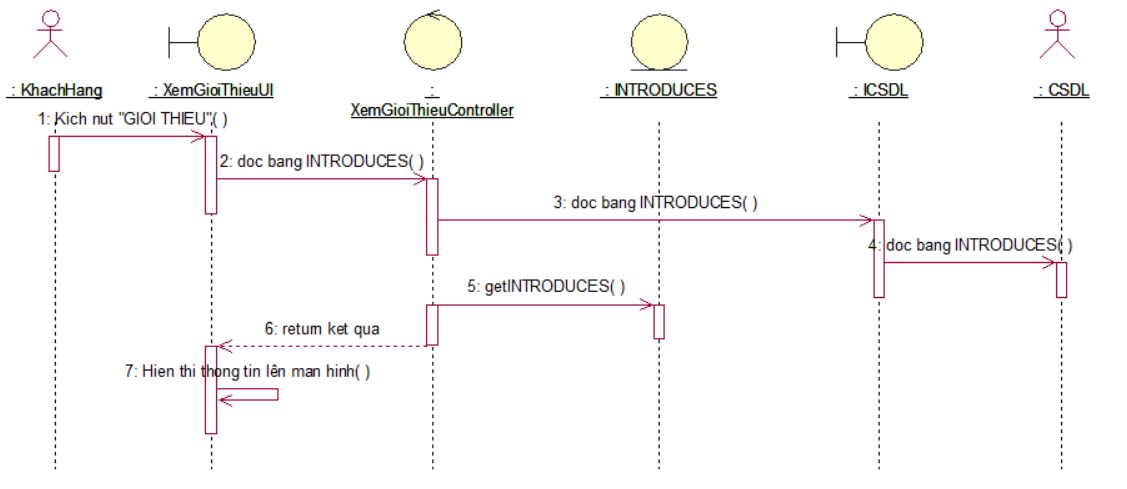 : KhachHang
: XemGioiThieuUI
:
XemGioiThieuController
: INTRODUCES
: ICSDL
: CSDL
1: Kich nut "GIOI THIEU"( )
2: doc bang INTRODUCES( )
3: doc bang INTRODUCES( )
4: doc bang INTRODUCES( )
5: getINTRODUCES( )
6: return ket qua
7: Hien thi thong tin lên man hinh( )